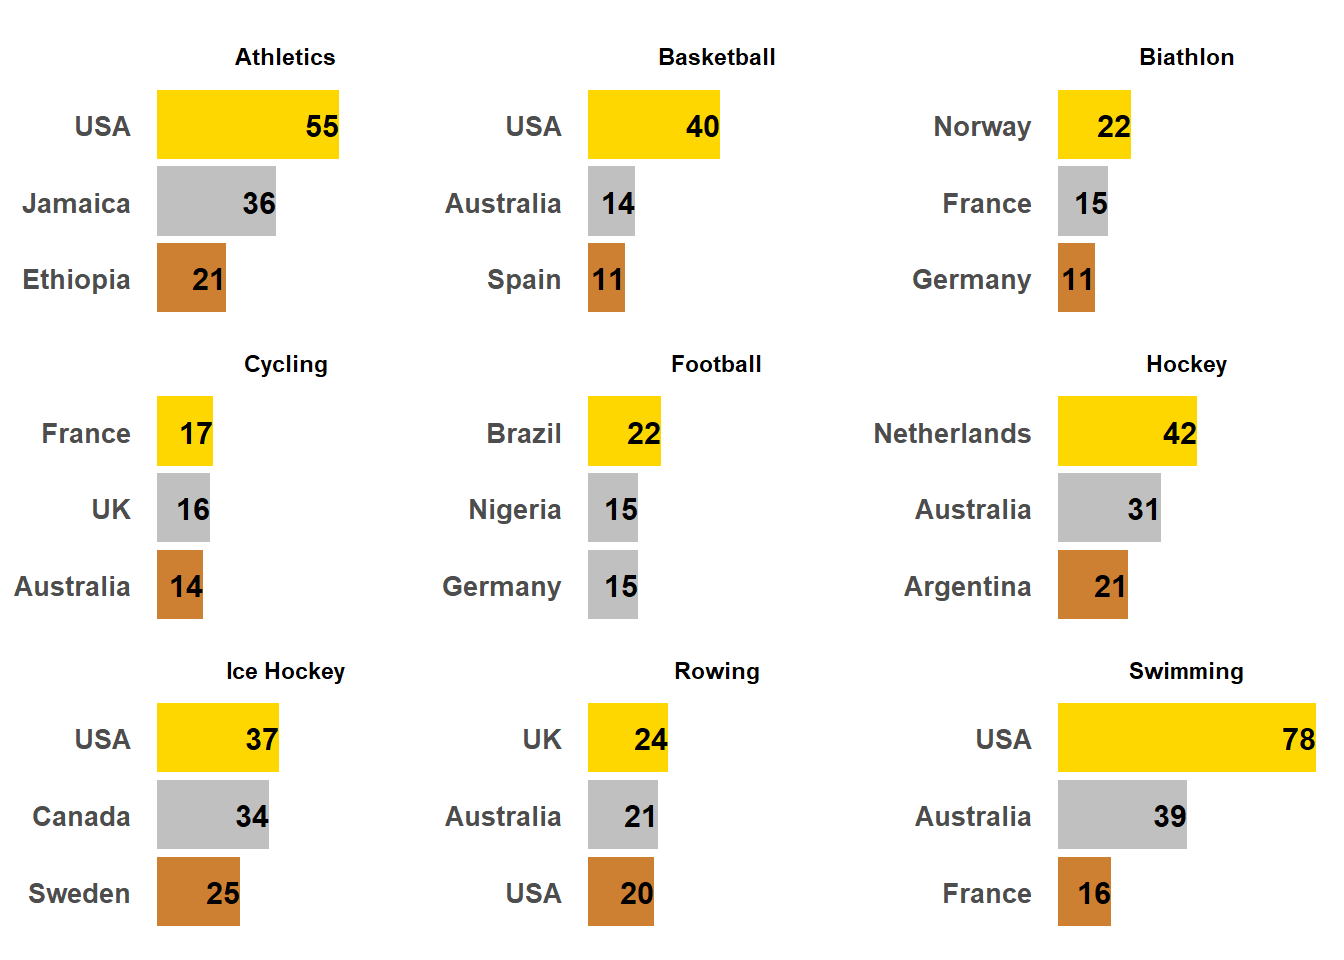 Athletics
USA 55
Jamaica 36
Ethiopia 21
Basketball
USA 40
Australia 14
Spain 11
Biathlon
Norway 22
France 15
Germany 11
Cycling
France 17
UK 16
Australia 14
Football
Brazil 22
Nigeria 15
Germany 15
Hockey
Netherlands 42
Australia 31
Argentina 21
Ice Hockey
USA 37
Canada 34
Sweden 25
Rowing
UK 24
Australia 21
USA 20
Swimming
USA 78
Australia 39
France 16